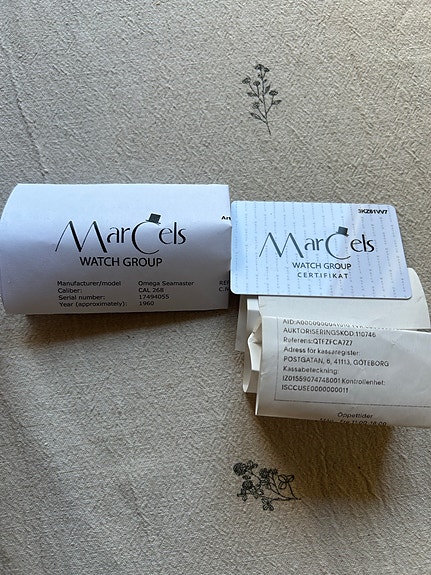 MarCels
WATCH GROUP
Manufacturer/model Omega Seamaster
Caliber: CAL 268
Serial number: 17494055
Year (approximately): 1960
3KZ81VV7
MarCels
WATCH GROUP
CERTIFIKAT
AUKTORISERINGSKOD:110746
Referens:QTFZFCA7Z7
Adress för kassaregister:
POSTGATAN, 6, 41113, GÖTEBORG
Kassabeteckning:
IZ01559074748001 Kontrollenhet:
ISCCUSE0000000011
Öppettider